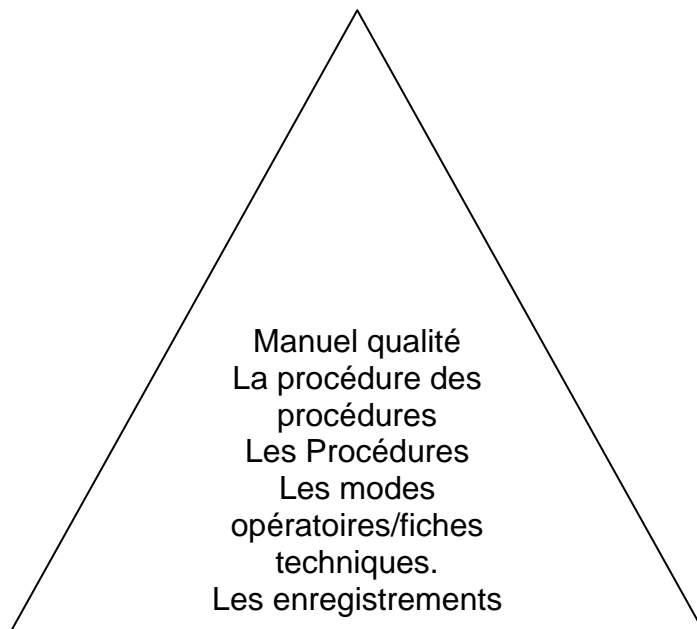 Manuel qualité
La procédure des
procédures
Les Procédures
Les modes
opératoires/fiches
techniques.
Les enregistrements